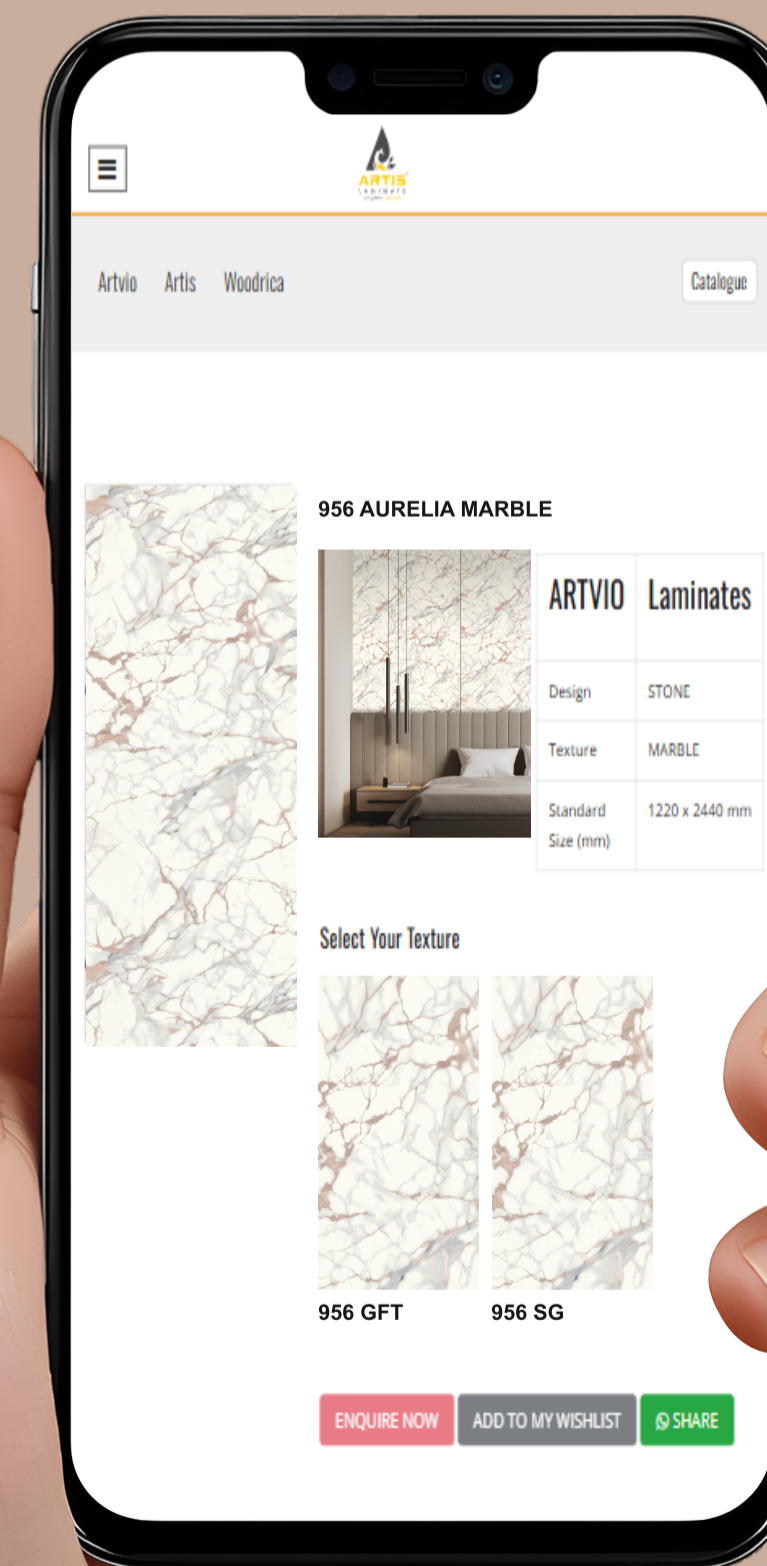 ARTIS
LAMINATE
Artvio Artis Woodrica
Catalogue
956 AURELIA MARBLE
ARTVIO Laminates
Design STONE
Texture MARBLE
Standard Size (mm) 1220 x 2440 mm
Select Your Texture
956 GFT 956 SG
ENQUIRE NOW ADD TO MY WISHLIST SHARE